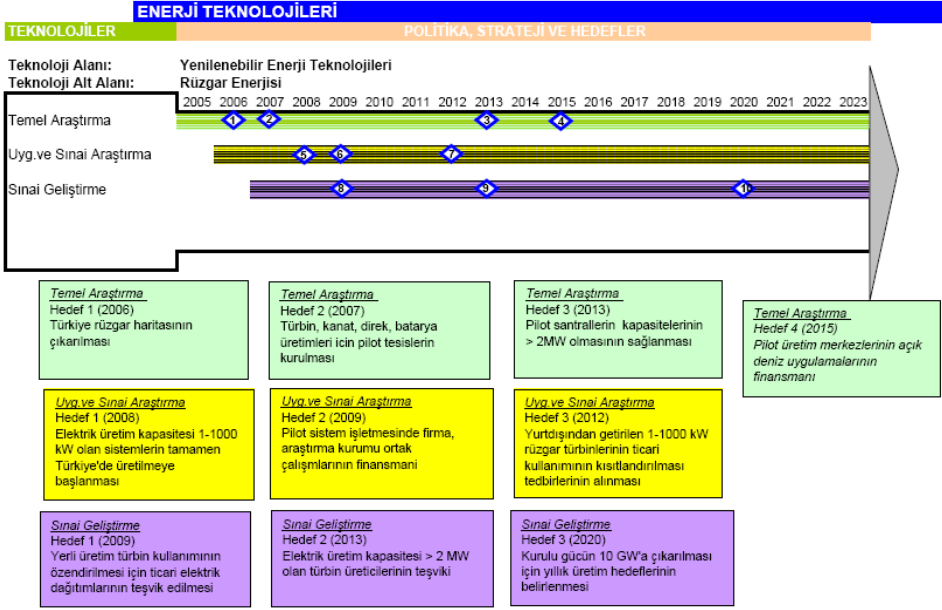 ENERJİ TEKNOLOJİLERİ
TEKNOLOJİLER
POLİTİKA, STRATEJİ VE HEDEFLER
Teknoloji Alanı: Yenilenebilir Enerji Teknolojileri
Teknoloji Alt Alanı: Rüzgar Enerjisi
2005 2006 2007 2008 2009 2010 2011 2012 2013 2014 2015 2016 2017 2018 2019 2020 2021 2022 2023
Temel Araştırma 1 2 3 4
Uyg.ve Sınai Araştırma 5 6 7
Sınai Geliştirme 8 9 10
Temel Araştırma
Hedef 1 (2006)
Türkiye rüzgar haritasının
çıkarılması
Temel Araştırma
Hedef 2 (2007)
Türbin, kanat, direk, batarya
üretimleri icin pilot tesislerin
kurulması
Temel Araştırma
Hedef 3 (2013)
Pilot santrallerin kapasitelerinin
> 2MW olmasının sağlanması
Temel Araştırma
Hedef 4 (2015)
Pilot üretim merkezlerinin açık
deniz uygulamalarının
finansmanı
Uyg.ve Sınai Araştırma
Hedef 1 (2008)
Elektrik üretim kapasitesi 1-1000
kW olan sistemlerin tamamen
Türkiye'de üretilmeye
başlanması
Uyg.ve Sınai Araştırma
Hedef 2 (2009)
Pilot sistem işletmesinde firma,
araştırma kurumu ortak
çalışmlarının finansmani
Uyg.ve Sınai Araştırma
Hedef 3 (2012)
Yurtdışından getirilen 1-1000 kW
rüzgar türbinlerinin ticari
kullanımının kısıtlandırılması
tedbirlerinin alınması
Sınai Geliştirme
Hedef 1 (2009)
Yerli üretim türbin kullanımının
özendirilmesi için ticari elektrik
dağıtımlarının teşvik edilmesi
Sınai Geliştirme
Hedef 2 (2013)
Elektrik üretim kapasitesi > 2 MW
olan türbin üreticilerinin teşviki
Sınai Geliştirme
Hedef 3 (2020)
Kurulu gücün 10 GW'a çıkarılması
için yıllık üretim hedeflerinin
belirlenmesi